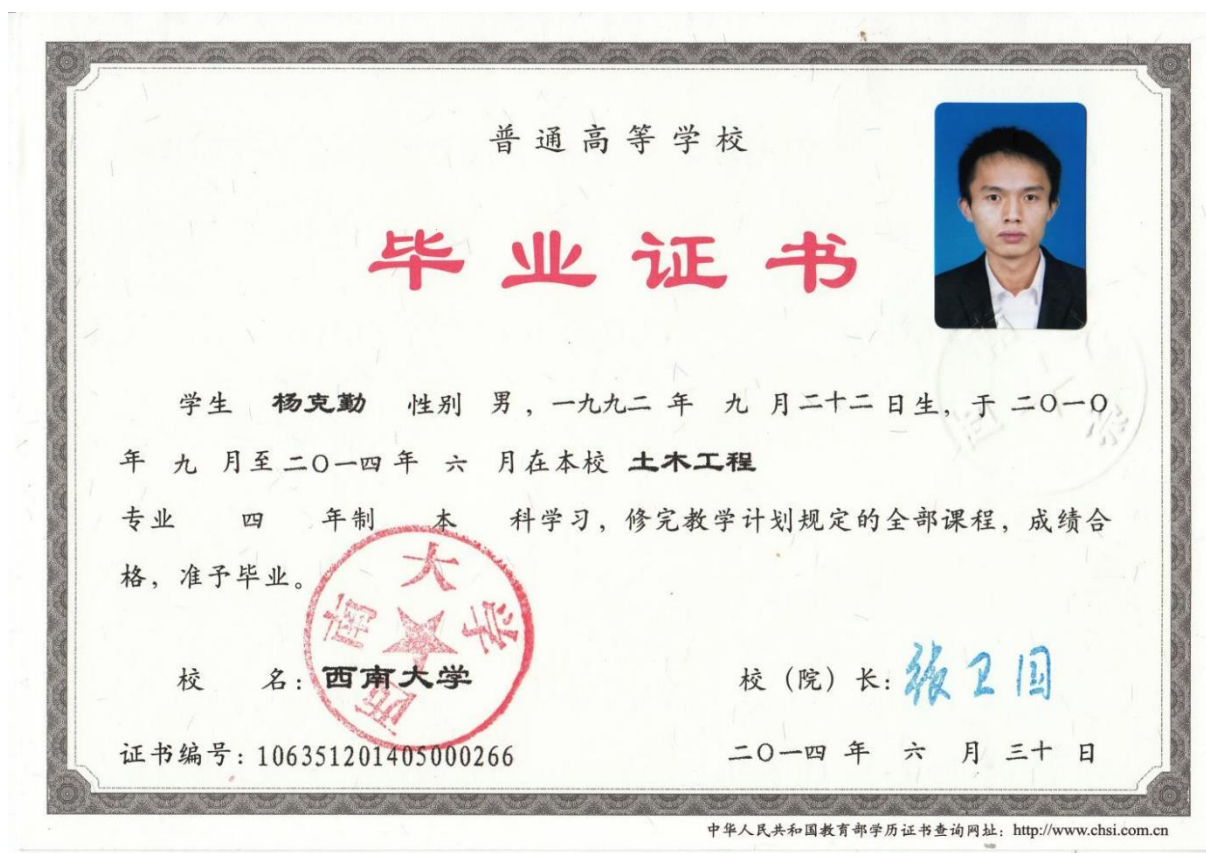 普通高等学校
毕业证书
学生 杨克勤 性别 男，一九九二 年 九 月二十二日生，于 二〇一〇
年 九 月至二〇一四年 六 月在本校 土木工程
专业 四 年制 本 科学习，修完教学计划规定的全部课程，成绩合
格，准予毕业。
西南大学
校 名：西南大学
校（院）长：张卫国
证书编号：106351201405000266
二〇一四 年 六 月 三十 日
中华人民共和国教育部学历证书查询网址：http://www.chsi.com.cn